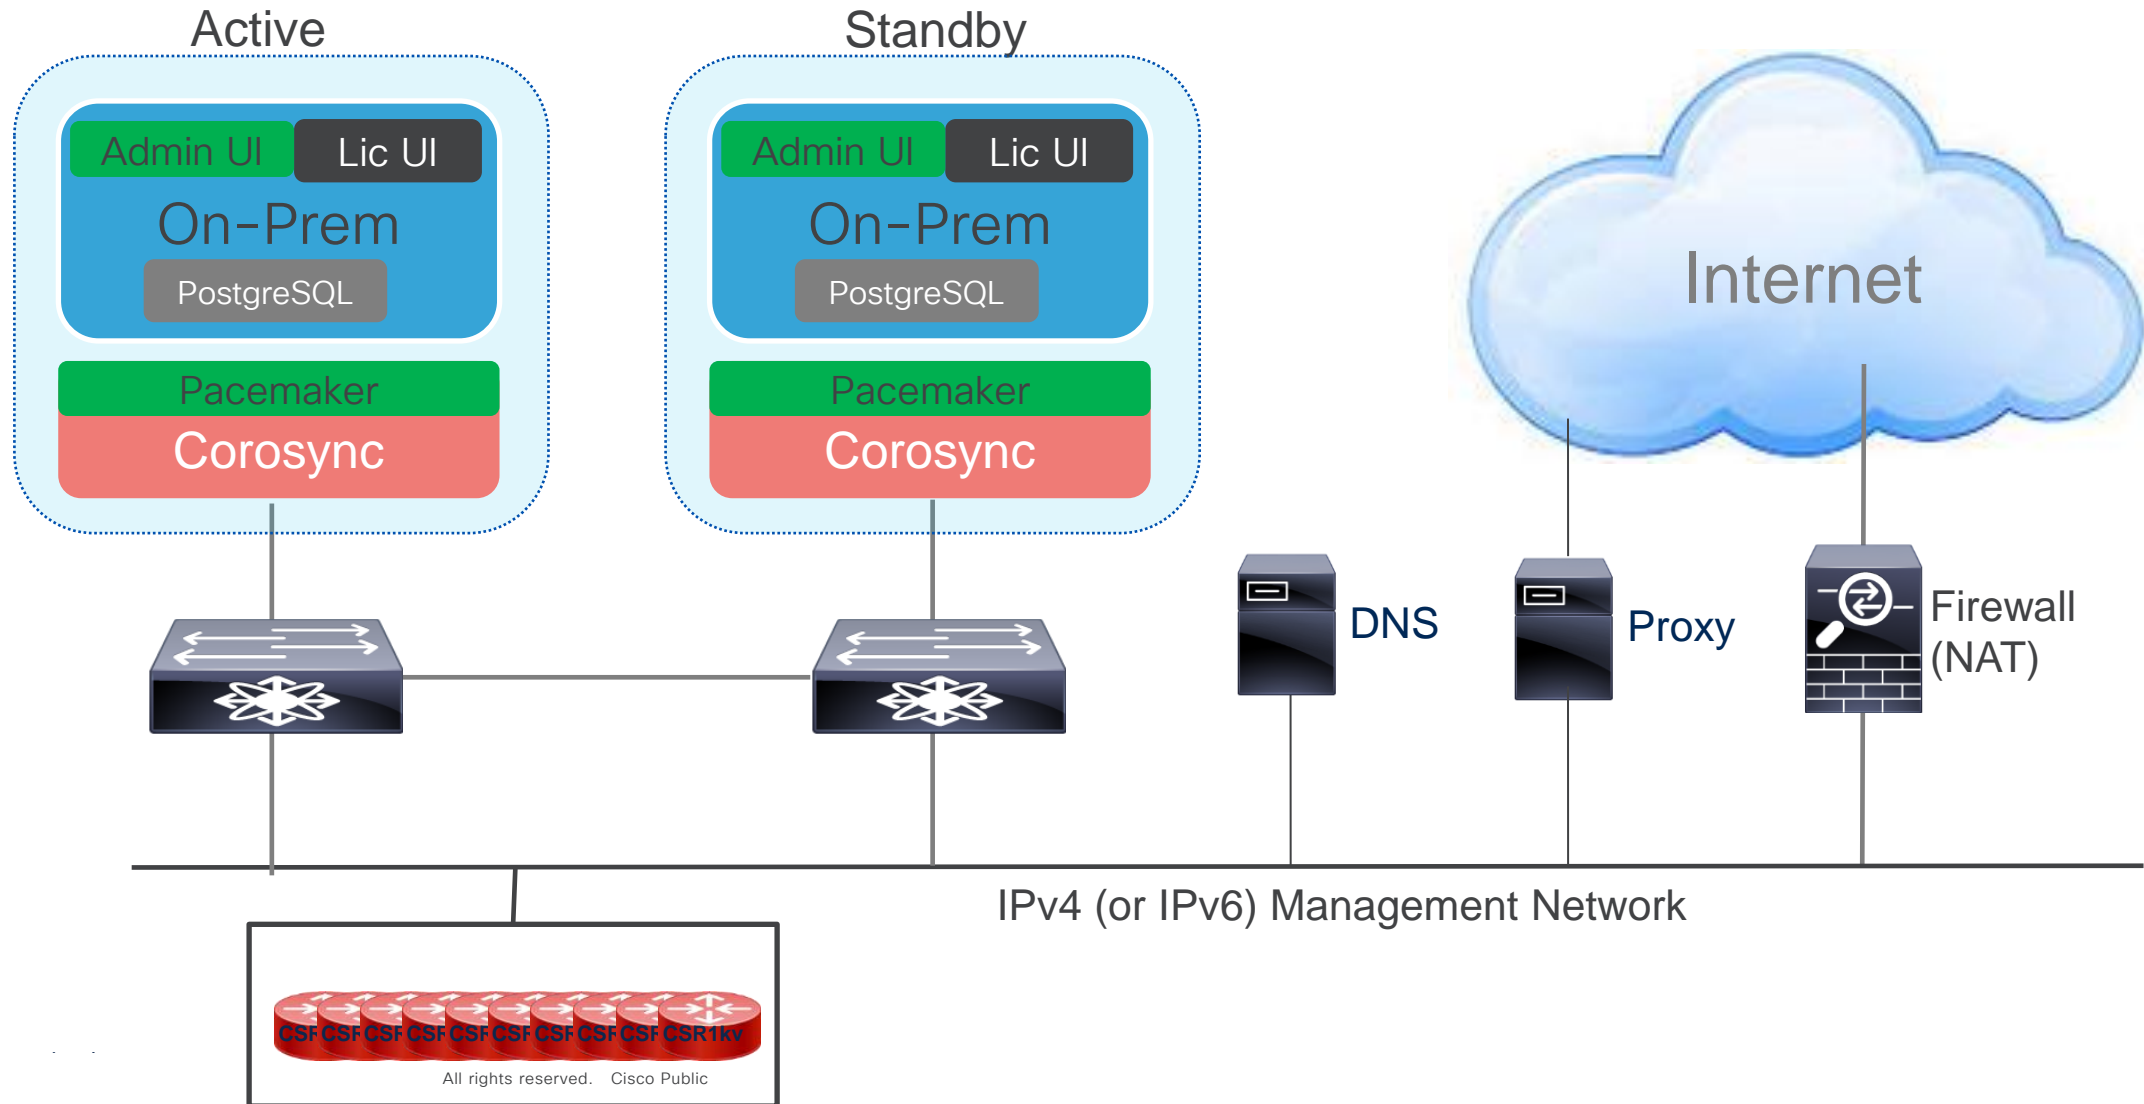 Active
Standby
Admin UI
Lic UI
On-Prem
PostgreSQL
Pacemaker
Corosync
Admin UI
Lic UI
On-Prem
PostgreSQL
Pacemaker
Corosync
Internet
DNS
Proxy
Firewall
(NAT)
IPv4 (or IPv6) Management Network
CSR1kv
All rights reserved. Cisco Public